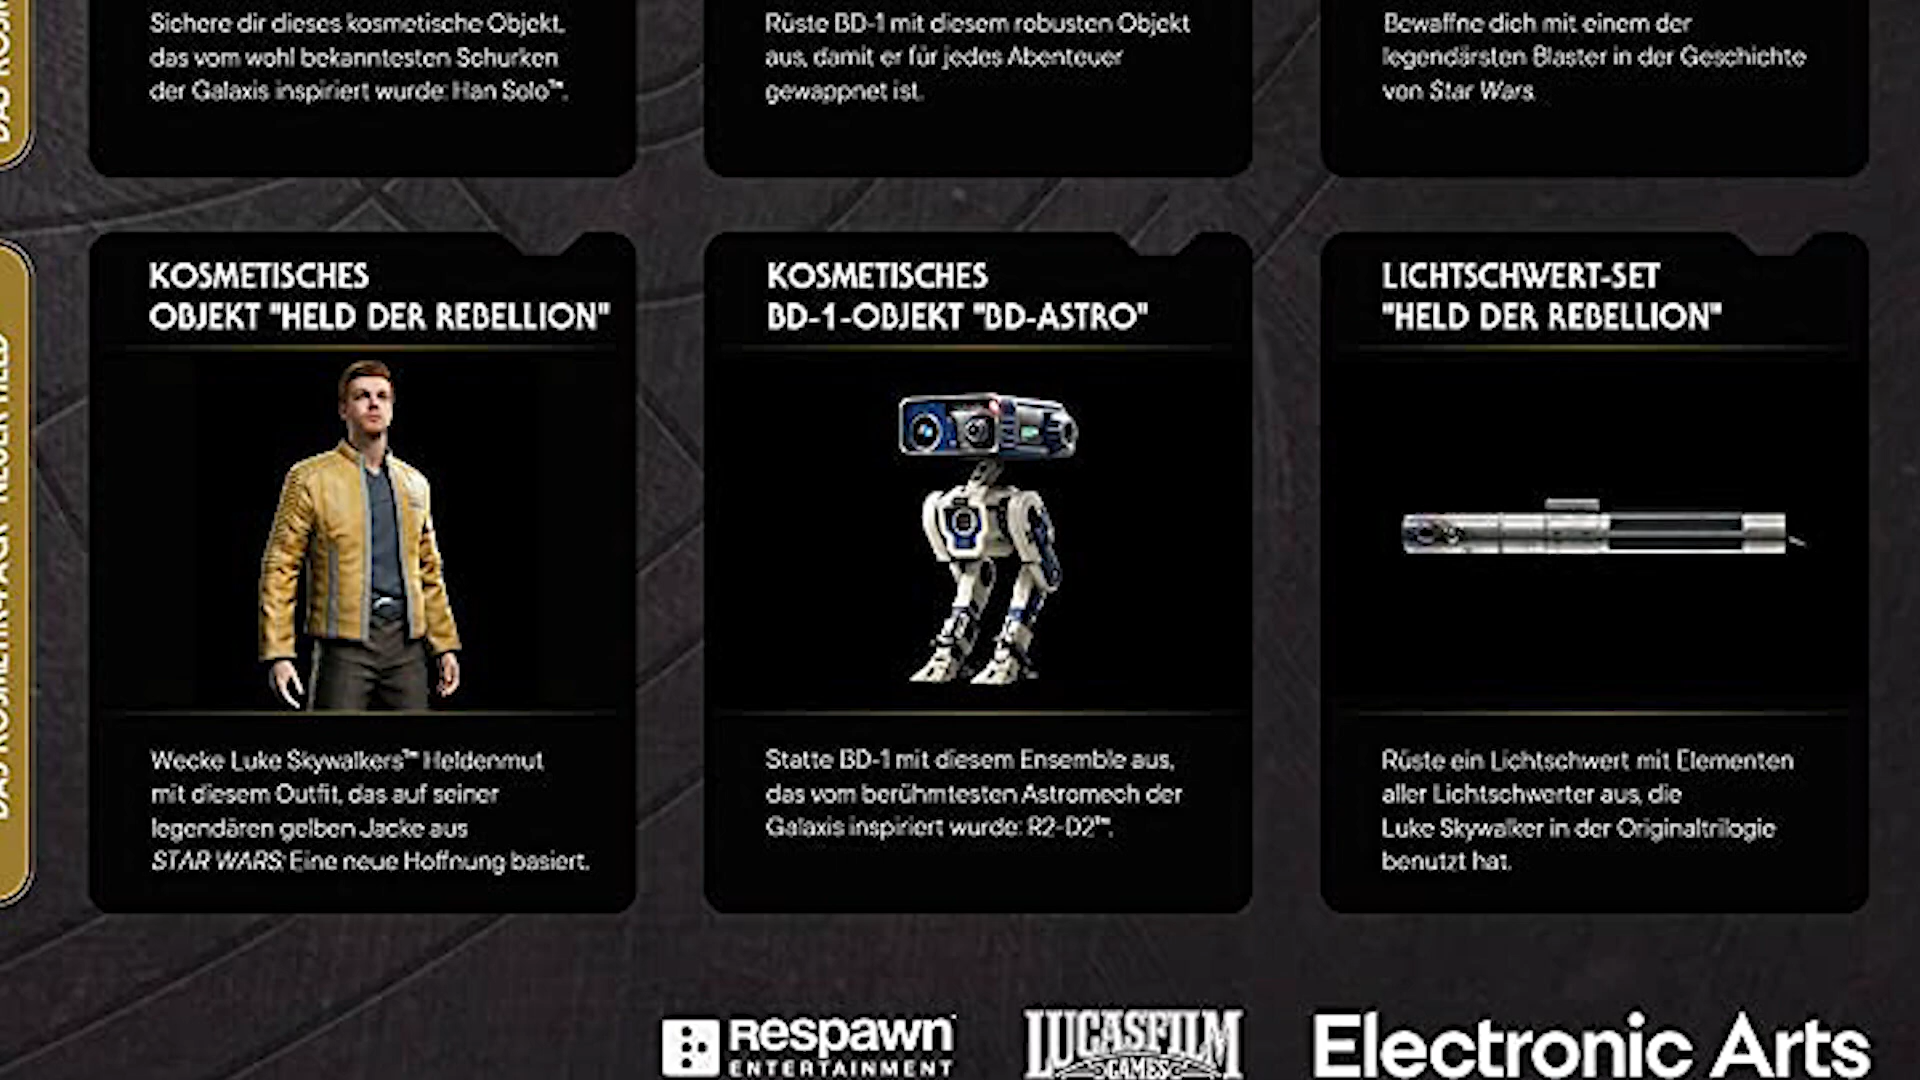 Sichere dir dieses kosmetische Objekt,
das vom wohl bekanntesten Schurken
der Galaxis inspiriert wurde: Han Solo™.
Rüste BD-1 mit diesem robusten Objekt
aus, damit er für jedes Abenteuer
gewappnet ist.
Bewaffne dich mit einem der
legendärsten Blaster in der Geschichte
von Star Wars.
KOSMETISCHES
OBJEKT "HELD DER REBELLION"
Wecke Luke Skywalkers™ Heldenmut
mit diesem Outfit, das auf seiner
legendären gelben Jacke aus
STAR WARS: Eine neue Hoffnung basiert.
KOSMETISCHES
BD-1-OBJEKT "BD-ASTRO"
Statte BD-1 mit diesem Ensemble aus,
das vom berühmtesten Astromech der
Galaxis inspiriert wurde: R2-D2™.
LICHTSCHWERT-SET
"HELD DER REBELLION"
Rüste ein Lichtschwert mit Elementen
aller Lichtschwerter aus, die
Luke Skywalker in der Originaltrilogie
benutzt hat.
Respawn
ENTERTAINMENT
LUCASFILM
GAMES
Electronic Arts